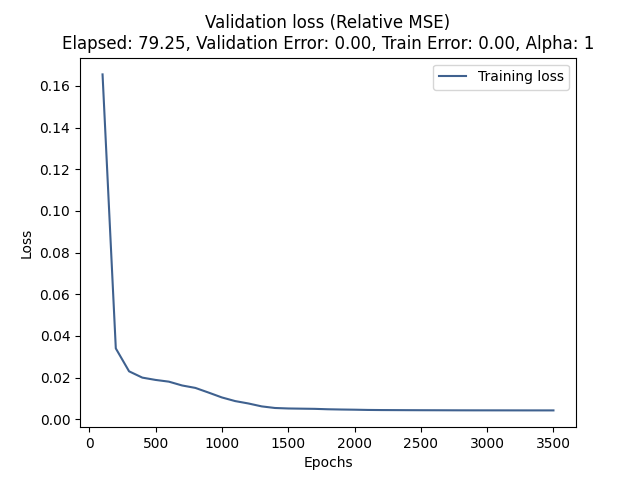 Validation loss (Relative MSE)
Elapsed: 79.25, Validation Error: 0.00, Train Error: 0.00, Alpha: 1
Training loss
0.16
0.14
0.12
0.10
0.08
0.06
0.04
0.02
0.00
Loss
0 500 1000 1500 2000 2500 3000 3500
Epochs